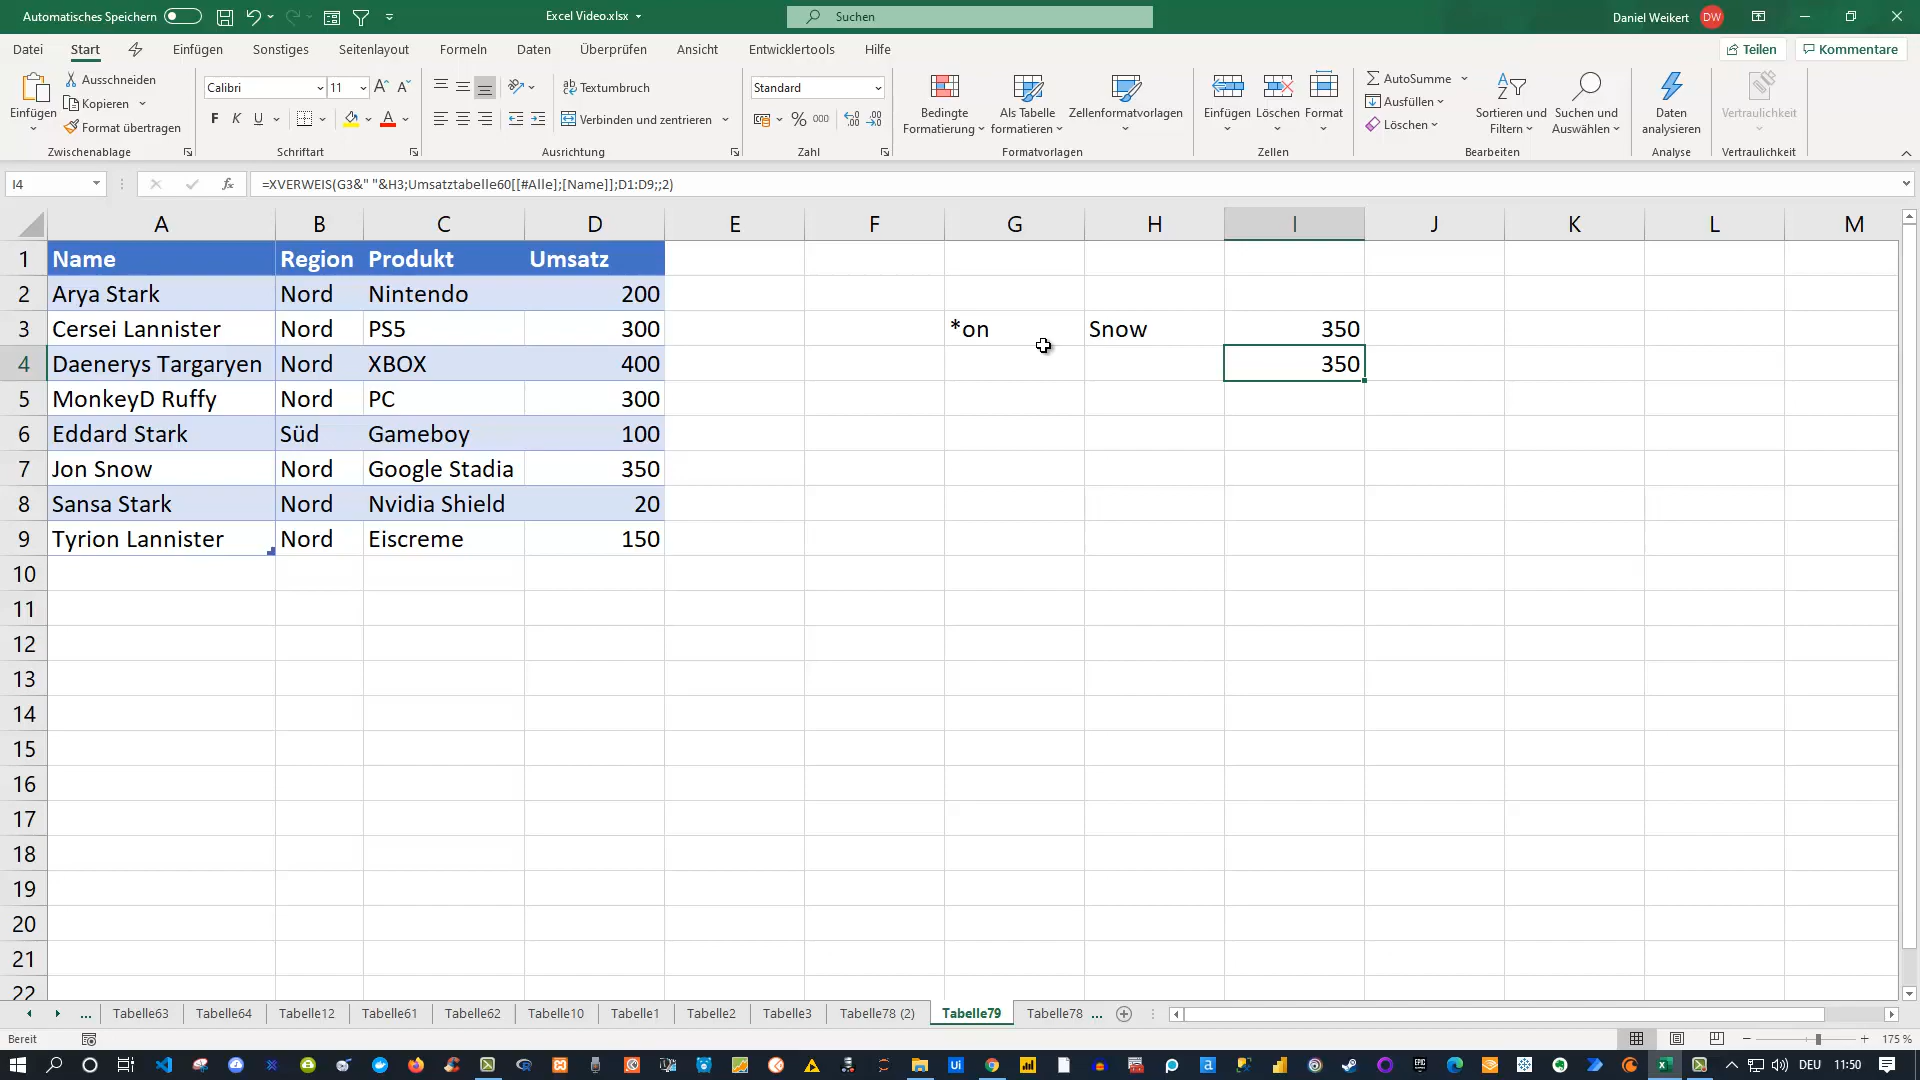 Automatisches Speichern
Excel Video.xlsx
Suchen
Daniel Weikert
DW
Datei Start Einfügen Sonstiges Seitenlayout Formeln Daten Überprüfen Ansicht Entwicklertools Hilfe
Teilen
Kommentare
Einfügen
Ausschneiden
Kopieren
Format übertragen
Zwischenablage
Calibri
11
F K U
Schriftart
Textumbruch
Verbinden und zentrieren
Ausrichtung
Standard
% 000
Zahl
Bedingte
Formatierung
Als Tabelle
formatieren
Zellenformatvorlagen
Formatvorlagen
Einfügen Löschen Format
Zellen
AutoSumme
Ausfüllen
Löschen
Sortieren und
Filtern
Suchen und
Auswählen
Bearbeiten
Daten
analysieren
Analyse
Vertraulichkeit
Vertraulichkeit
I4
fx
=XVERWEIS(G3&" "&H3;Umsatztabelle60[[#Alle];[Name]];D1:D9;;2)
A B C D E F G H I J K L M
1 Name Region Produkt Umsatz
2 Arya Stark Nord Nintendo 200
3 Cersei Lannister Nord PS5 300 *on Snow 350
4 Daenerys Targaryen Nord XBOX 400 350
5 MonkeyD Ruffy Nord PC 300
6 Eddard Stark Süd Gameboy 100
7 Jon Snow Nord Google Stadia 350
8 Sansa Stark Nord Nvidia Shield 20
9 Tyrion Lannister Nord Eiscreme 150
10
11
12
13
14
15
16
17
18
19
20
21
22
... Tabelle63 Tabelle64 Tabelle12 Tabelle61 Tabelle62 Tabelle10 Tabelle1 Tabelle2 Tabelle3 Tabelle78 (2) Tabelle79 Tabelle78 ...
Bereit
175 %
DEU
11:50